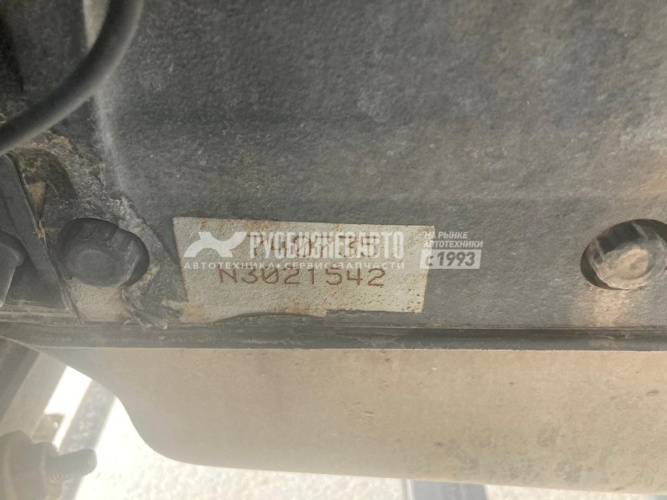 РУСБИЗНЕСАВТО
АВТОТЕХНИКА • СЕРВИС • ЗАПЧАСТИ
НА РЫНКЕ
АВТОТЕХНИКИ
с 1993
N3021542